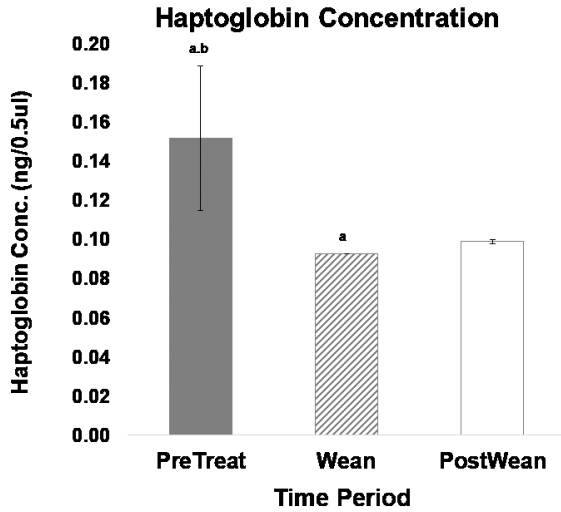 Haptoglobin Concentration
Haptoglobin Conc. (ng/0.5ul)
0.20
0.18
0.16
0.14
0.12
0.10
0.08
0.06
0.04
0.02
0.00
a.b
a
PreTreat Wean PostWean
Time Period